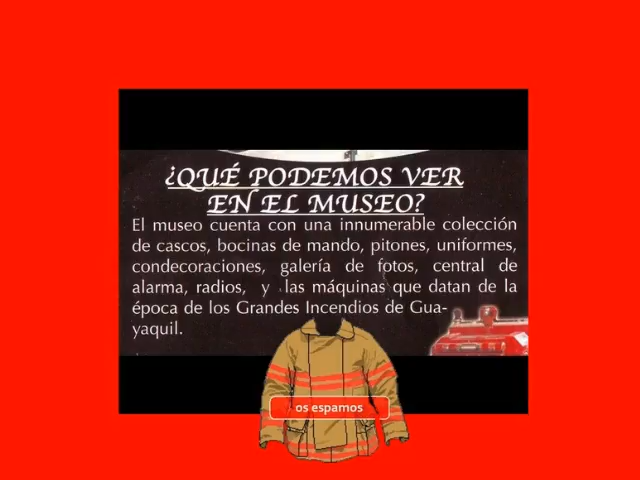 ¿QUÉ PODEMOS VER
EN EL MUSEO?
El museo cuenta con una innumerable colección
de cascos, bocinas de mando, pitones, uniformes,
condecoraciones, galería de fotos, central de
alarma, radios, y las máquinas que datan de la
época de los Grandes Incendios de Gua-
yaquil.
os espamos